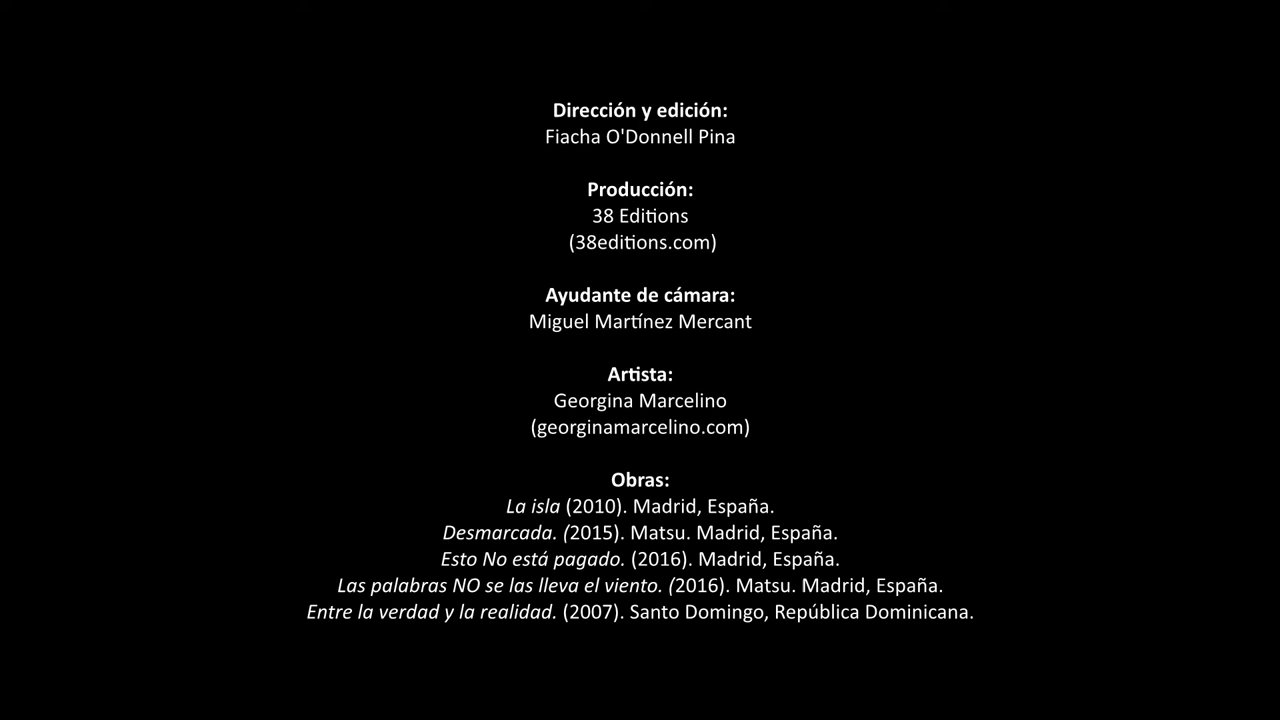 Dirección y edición:
Fiacha O'Donnell Pina
Producción:
38 Editions
(38editions.com)
Ayudante de cámara:
Miguel Martínez Mercant
Artista:
Georgina Marcelino
(georginamarcelino.com)
Obras:
La isla (2010). Madrid, España.
Desmarcada. (2015). Matsu. Madrid, España.
Esto No está pagado. (2016). Madrid, España.
Las palabras NO se las lleva el viento. (2016). Matsu. Madrid, España.
Entre la verdad y la realidad. (2007). Santo Domingo, República Dominicana.